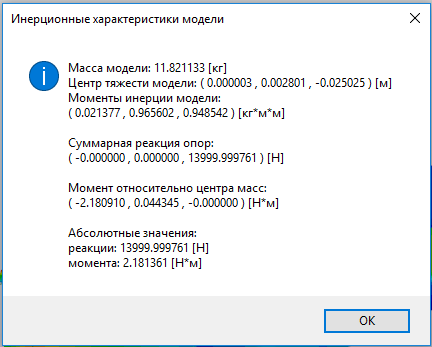 Инерционные характеристики модели
Масса модели: 11.821133 [кг]
Центр тяжести модели: ( 0.000003 , 0.002801 , -0.025025 ) [м]
Моменты инерции модели:
( 0.021377 , 0.965602 , 0.948542 ) [кг*м*м]
Суммарная реакция опор:
( -0.000000 , 0.000000 , 13999.999761 ) [Н]
Момент относительно центра масс:
( -2.180910 , 0.044345 , -0.000000 ) [Н*м]
Абсолютные значения:
реакции: 13999.999761 [Н]
момента: 2.181361 [Н*м]
ОК